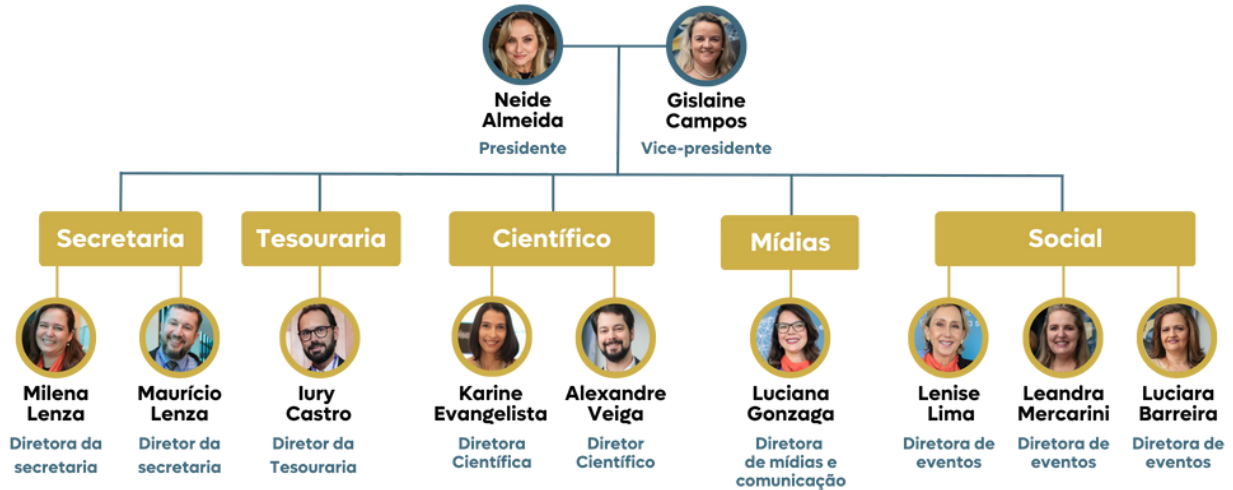 Neide
Almeida
Presidente
Gislaine
Campos
Vice-presidente
Secretaria
Tesouraria
Científico
Mídias
Social
Milena
Lenza
Diretora da
secretaria
Maurício
Lenza
Diretor da
secretaria
Iury
Castro
Diretor da
Tesouraria
Karine
Evangelista
Diretora
Científica
Alexandre
Veiga
Diretor
Científico
Luciana
Gonzaga
Diretora
de mídias e
comunicação
Lenise
Lima
Diretora de
eventos
Leandra
Mercarini
Diretora de
eventos
Luciara
Barreira
Diretora de
eventos